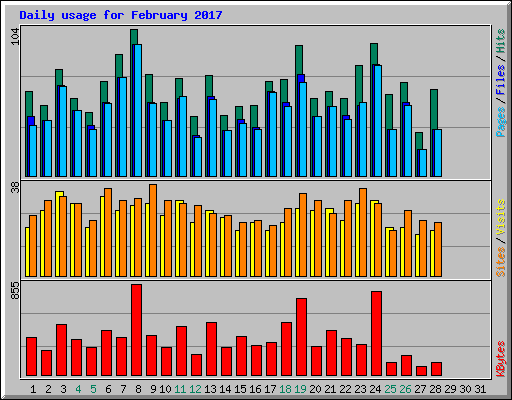 Daily usage for February 2017
104
Pages / Files / Hits
38
Sites / Visits
855
KBytes
1 2 3 4 5 6 7 8 9 10 11 12 13 14 15 16 17 18 19 20 21 22 23 24 25 26 27 28 29 30 31